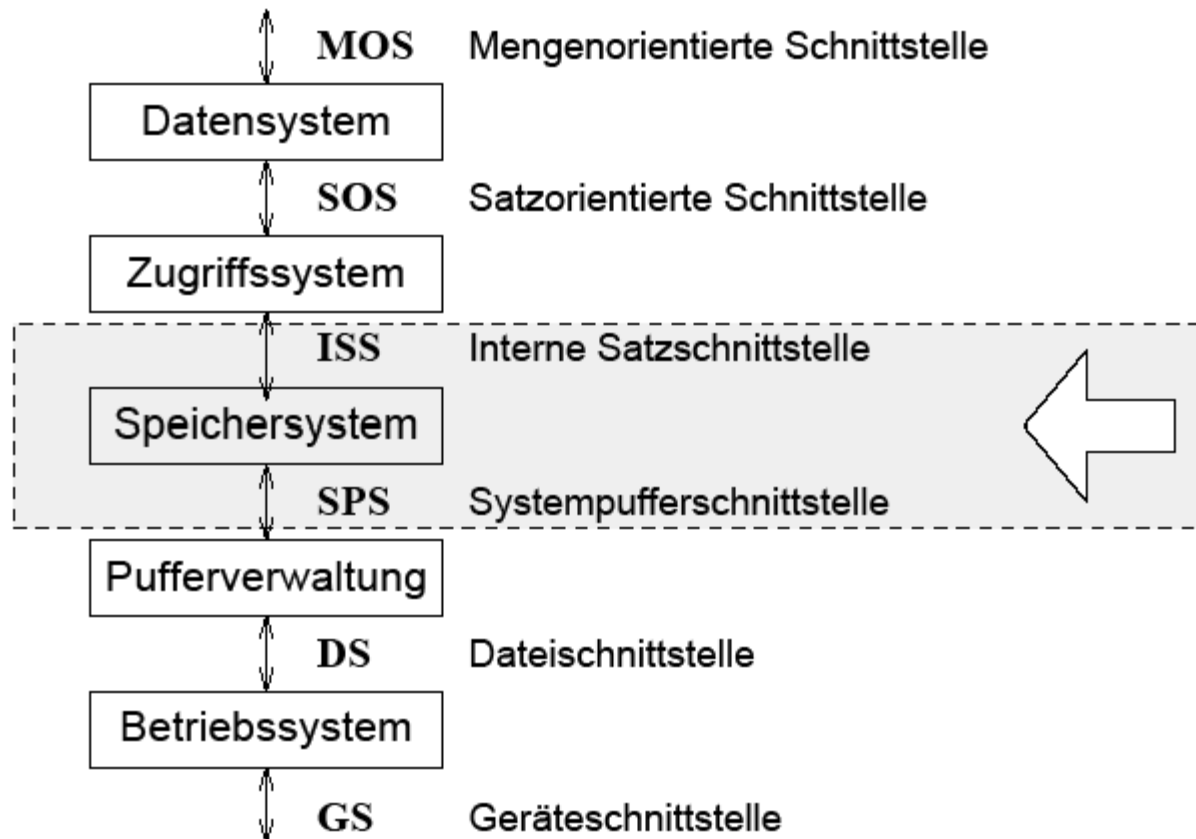 MOS Mengenorientierte Schnittstelle
Datensystem
SOS Satzorientierte Schnittstelle
Zugriffssystem
ISS Interne Satzschnittstelle
Speichersystem
SPS Systempufferschnittstelle
Pufferverwaltung
DS Dateischnittstelle
Betriebssystem
GS Geräteschnittstelle